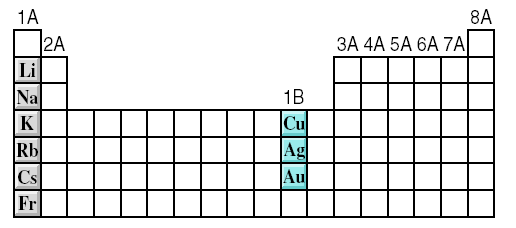 1A 8A
2A 3A 4A 5A 6A 7A
Li
Na 1B
K Cu
Rb Ag
Cs Au
Fr